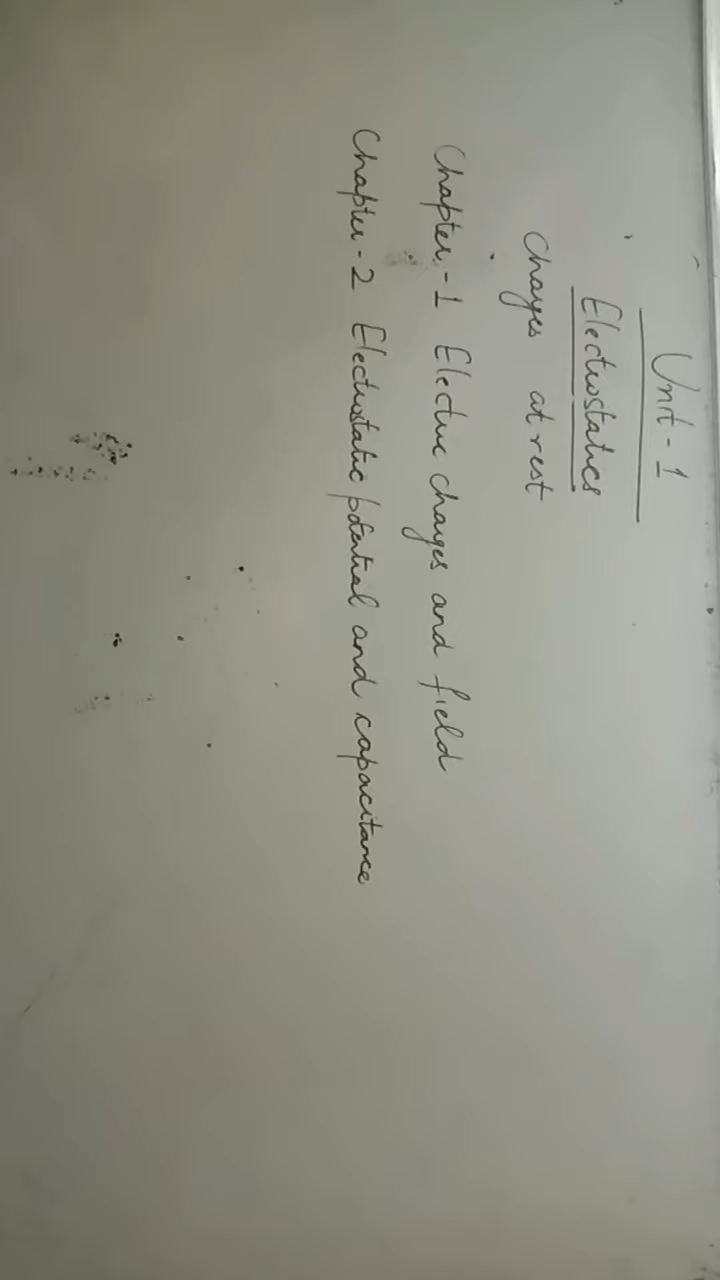 Unit - 1
Electrostatics
Charges at rest
Chapter - 1 Electric charges and field
Chapter - 2 Electrostatic potential and capacitance